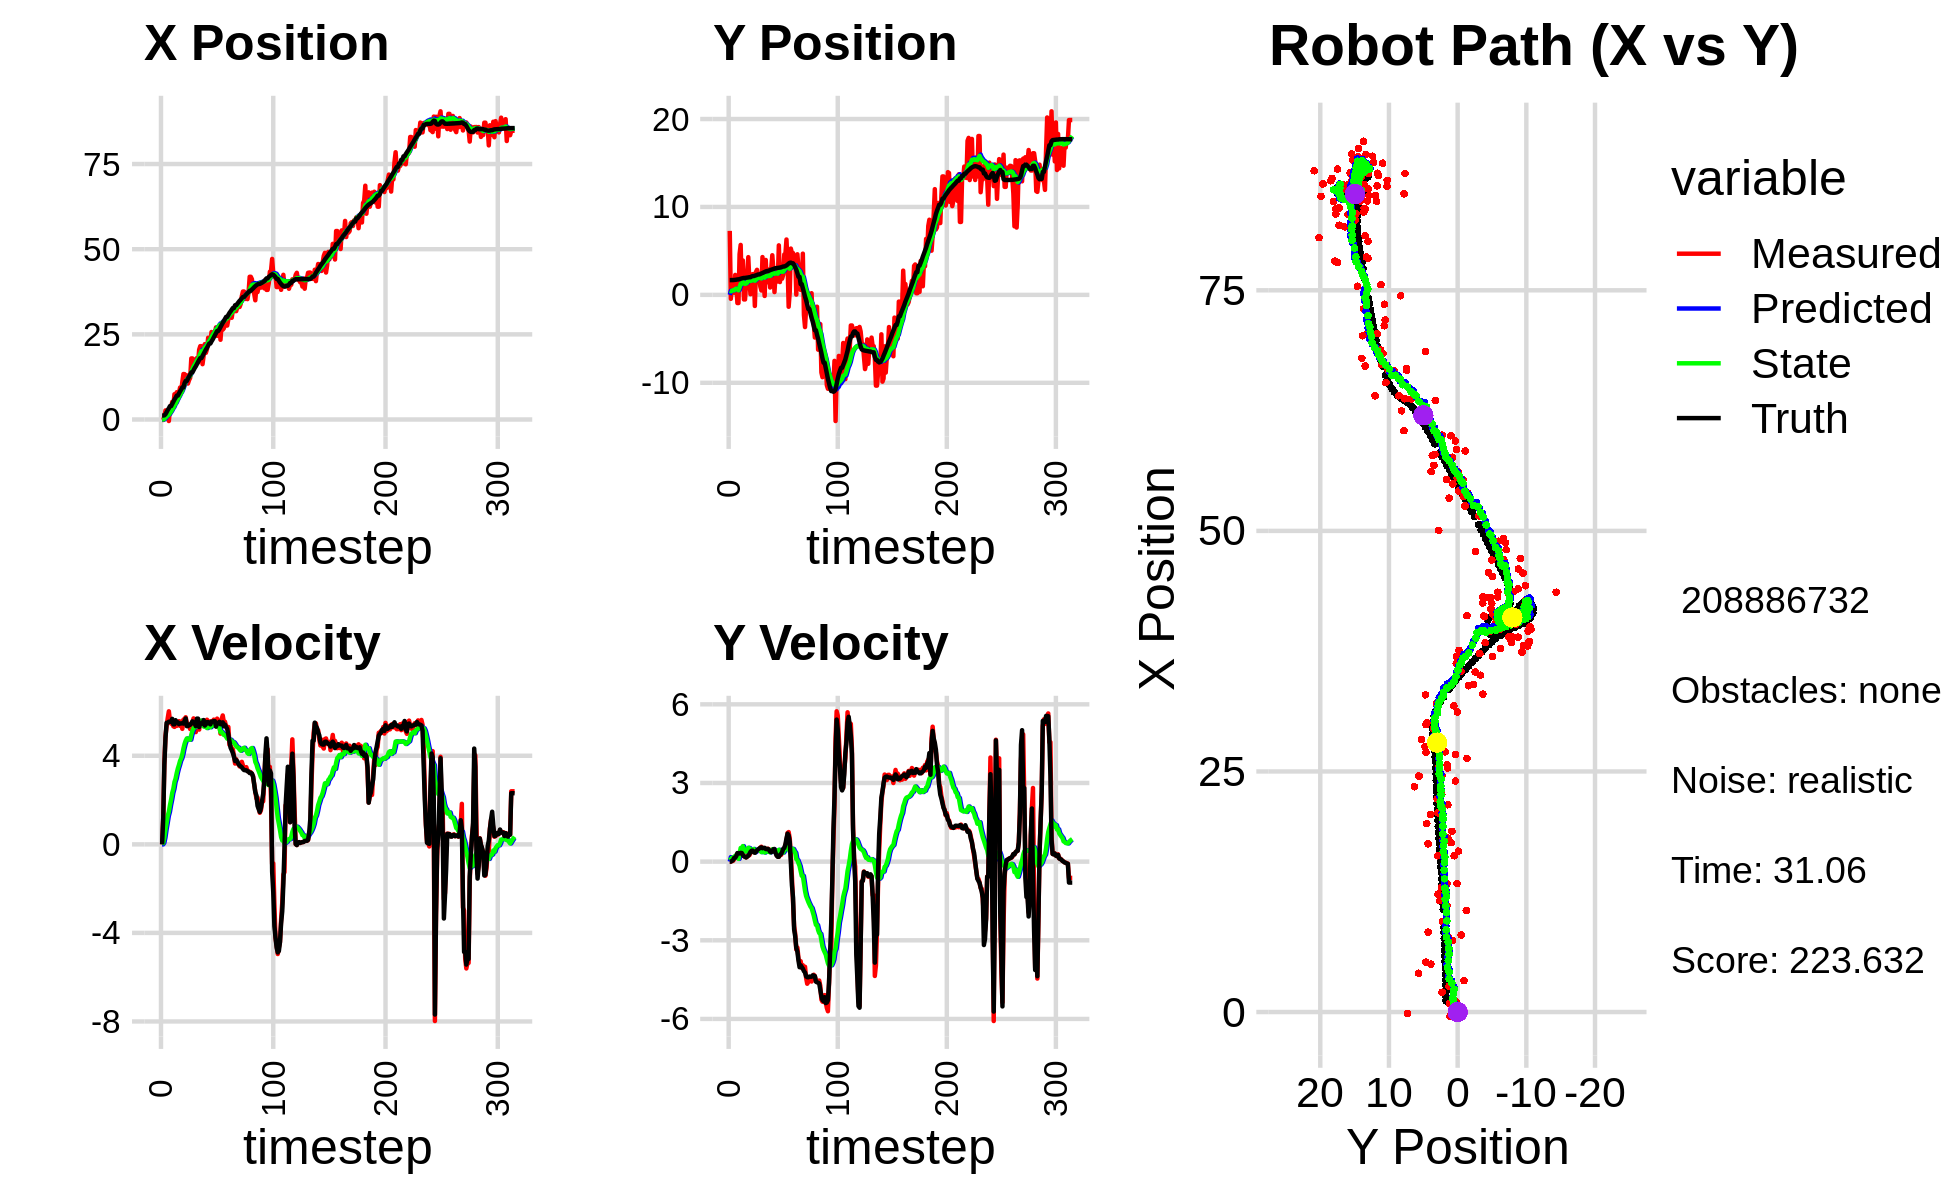 X Position
75
50
25
0
0
100
200
300
timestep
Y Position
20
10
0
-10
0
100
200
300
timestep
X Velocity
4
0
-4
-8
0
100
200
300
timestep
Y Velocity
6
3
0
-3
-6
0
100
200
300
timestep
Robot Path (X vs Y)
X Position
75
50
25
0
20 10 0 -10 -20
Y Position
variable
Measured
Predicted
State
Truth
208886732
Obstacles: none
Noise: realistic
Time: 31.06
Score: 223.632